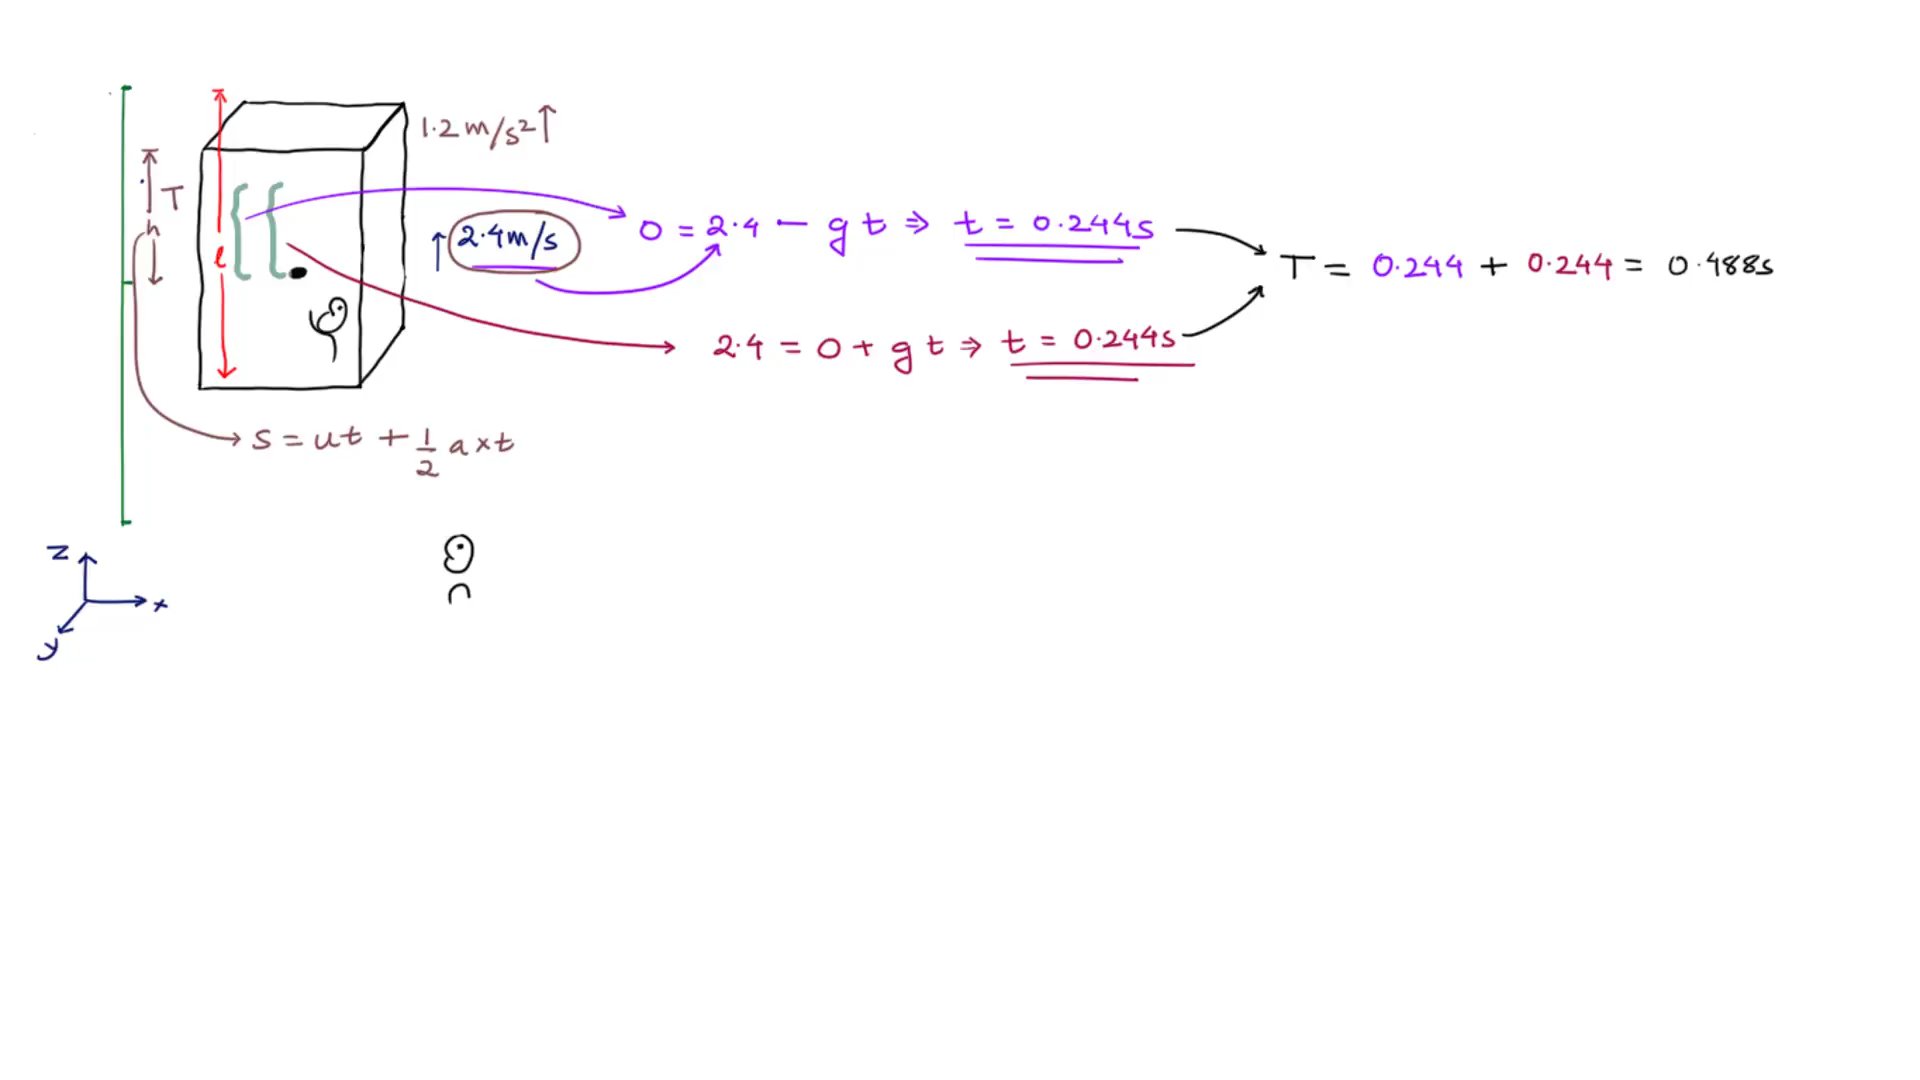 1.2 m/s² ↑
T
h
l
↑ 2.4 m/s
0 = 2.4 - gt ⇒ t = 0.244s
T = 0.244 + 0.244 = 0.488s
2.4 = 0 + gt ⇒ t = 0.244s
s = ut + 1/2 a×t
z
x
y